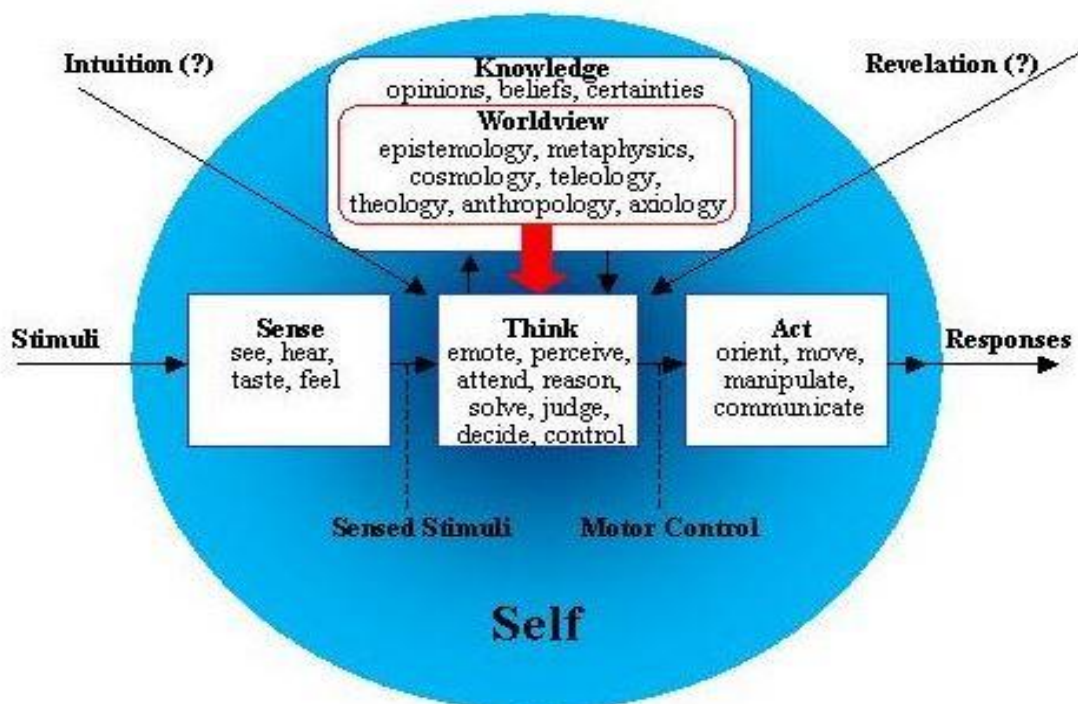 Intuition (?)
Revelation (?)
Knowledge
opinions, beliefs, certainties
Worldview
epistemology, metaphysics,
cosmology, teleology,
theology, anthropology, axiology
Stimuli
Sense
see, hear,
taste, feel
Think
emote, perceive,
attend, reason,
solve, judge,
decide, control
Act
orient, move,
manipulate,
communicate
Responses
Sensed Stimuli
Motor Control
Self